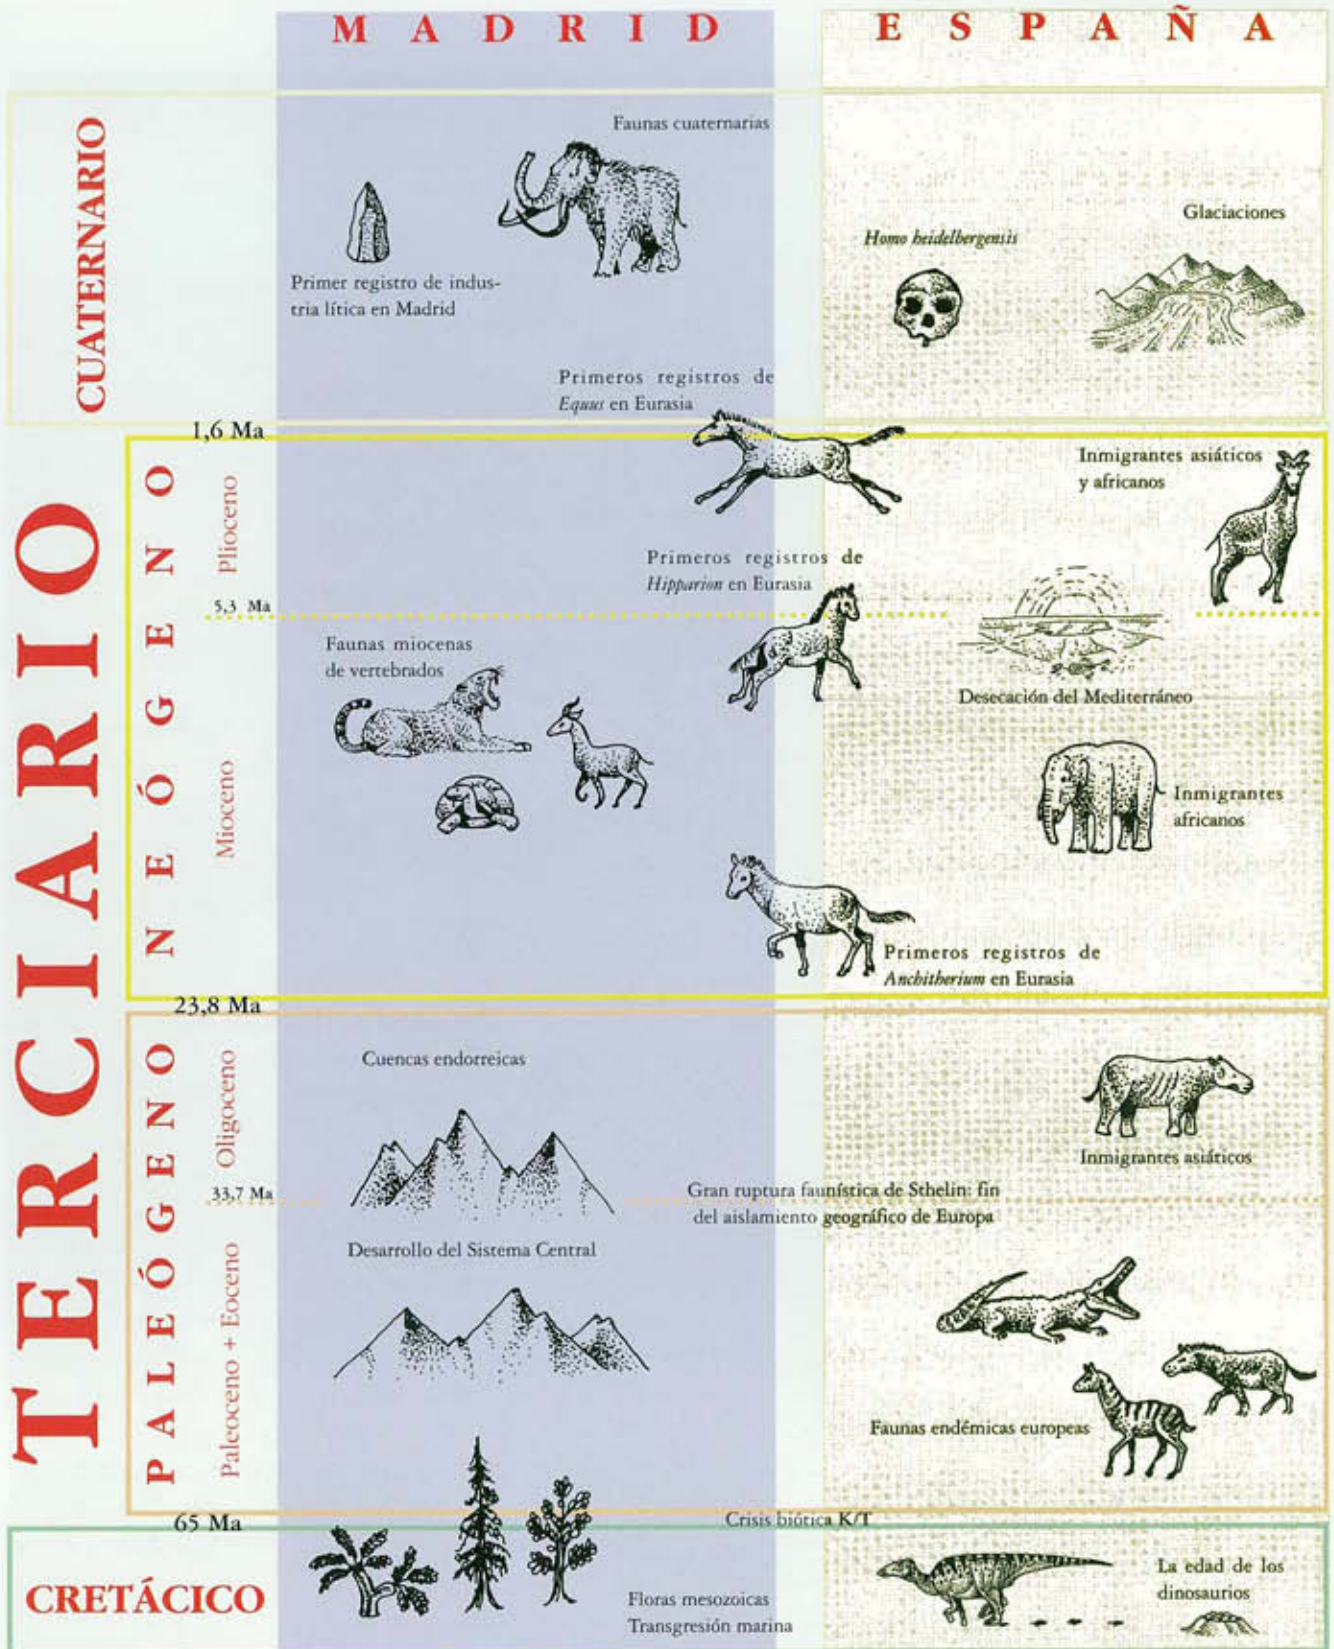 MADRID
ESPAÑA
CUATERNARIO
Faunas cuaternarias
Primer registro de indus-
tria lítica en Madrid
Homo heidelbergensis
Glaciaciones
Primeros registros de
Equus en Eurasia
1,6 Ma
TERCIARIO
NEÓGENO
Plioceno
Inmigrantes asiáticos
y africanos
Primeros registros de
Hipparion en Eurasia
5,3 Ma
Faunas miocenas
de vertebrados
Desecación del Mediterráneo
Mioceno
Inmigrantes
africanos
Primeros registros de
Anchitherium en Eurasia
23,8 Ma
PALEÓGENO
Oligoceno
Cuencas endorreicas
Inmigrantes asiáticos
33,7 Ma
Gran ruptura faunística de Sthelin: fin
del aislamiento geográfico de Europa
Desarrollo del Sistema Central
Paleoceno + Eoceno
Faunas endémicas europeas
65 Ma
Crisis biótica K/T
CRETÁCICO
Floras mesozoicas
Transgresión marina
La edad de los
dinosaurios